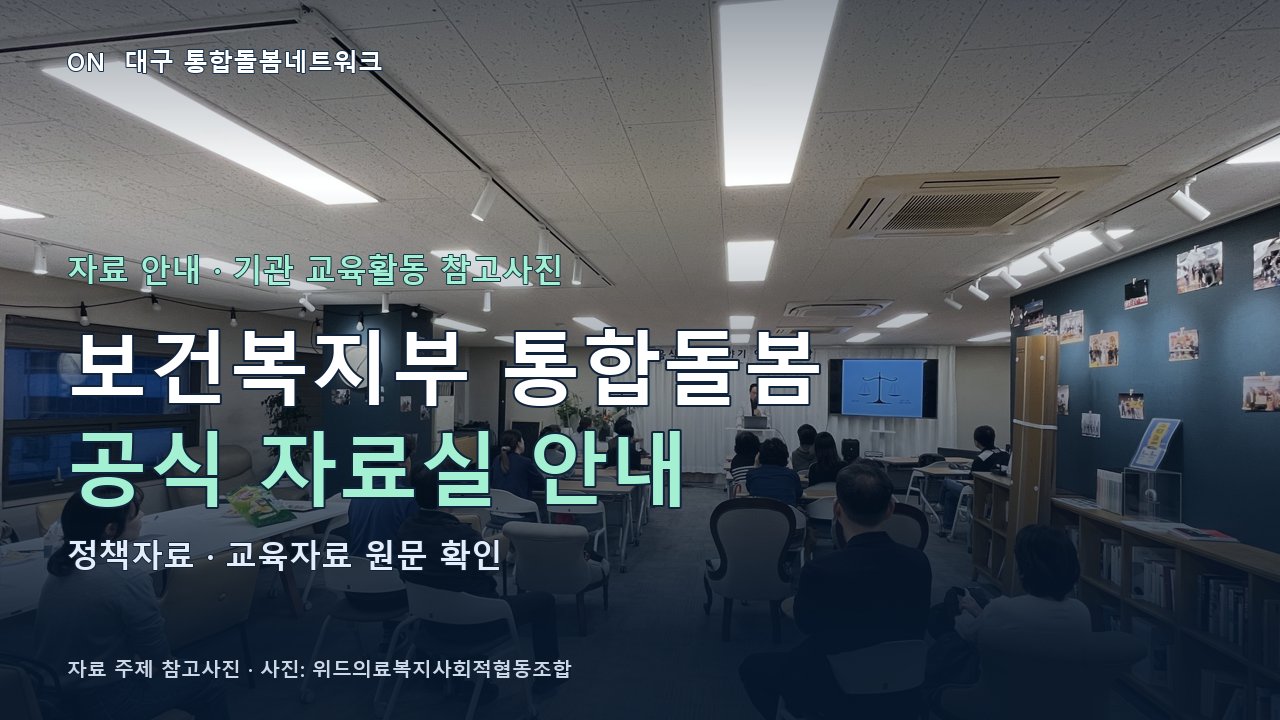 ON 대구 통합돌봄네트워크
자료 안내 · 기관 교육활동 참고사진
보건복지부 통합돌봄
공식 자료실 안내
정책자료 · 교육자료 원문 확인
자료 주제 참고사진 · 사진: 위드의료복지사회적협동조합